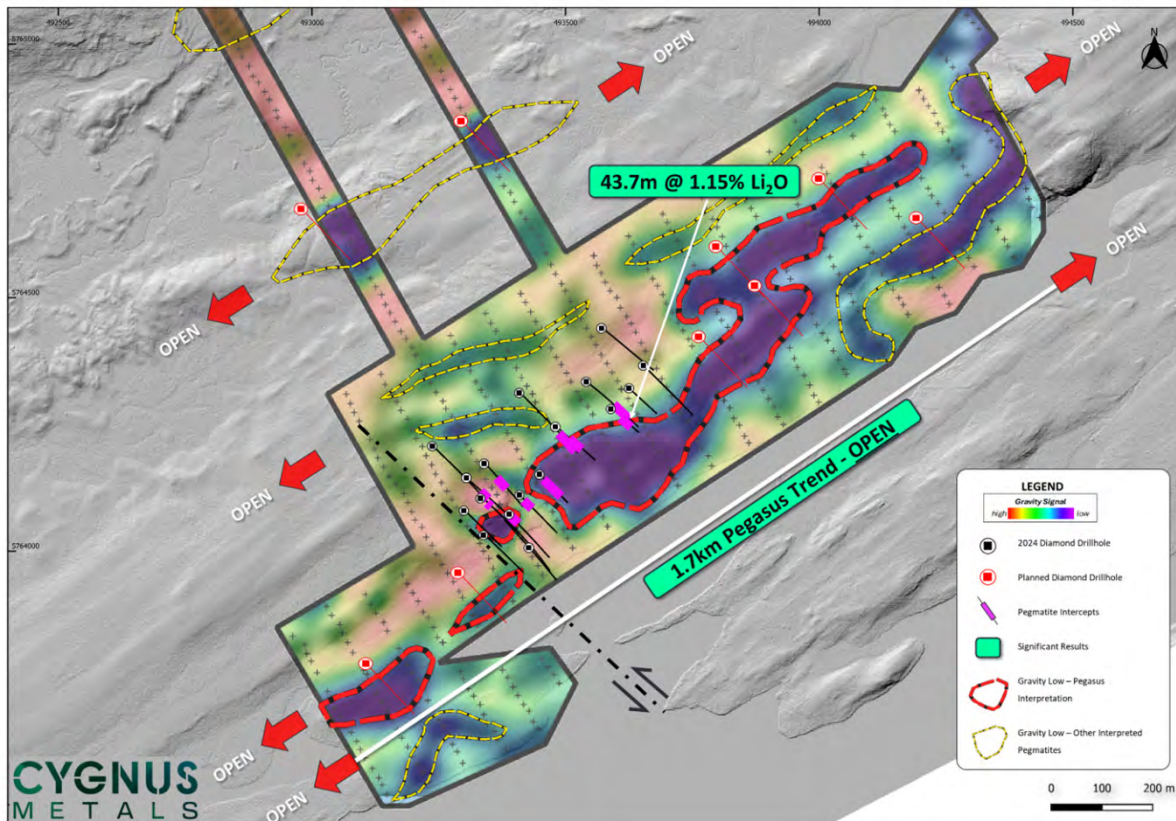 492500
493000
493500
494000
494500
5765000
5764500
5764000
N
OPEN
OPEN
OPEN
OPEN
OPEN
OPEN
OPEN
OPEN
43.7m @ 1.15% Li₂O
1.7km Pegasus Trend - OPEN
LEGEND
Gravity Signal
high
low
2024 Diamond Drillhole
Planned Diamond Drillhole
Pegmatite Intercepts
Significant Results
Gravity Low – Pegasus
Interpretation
Gravity Low – Other Interpreted
Pegmatites
0 100 200 m
CYGNUS
METALS